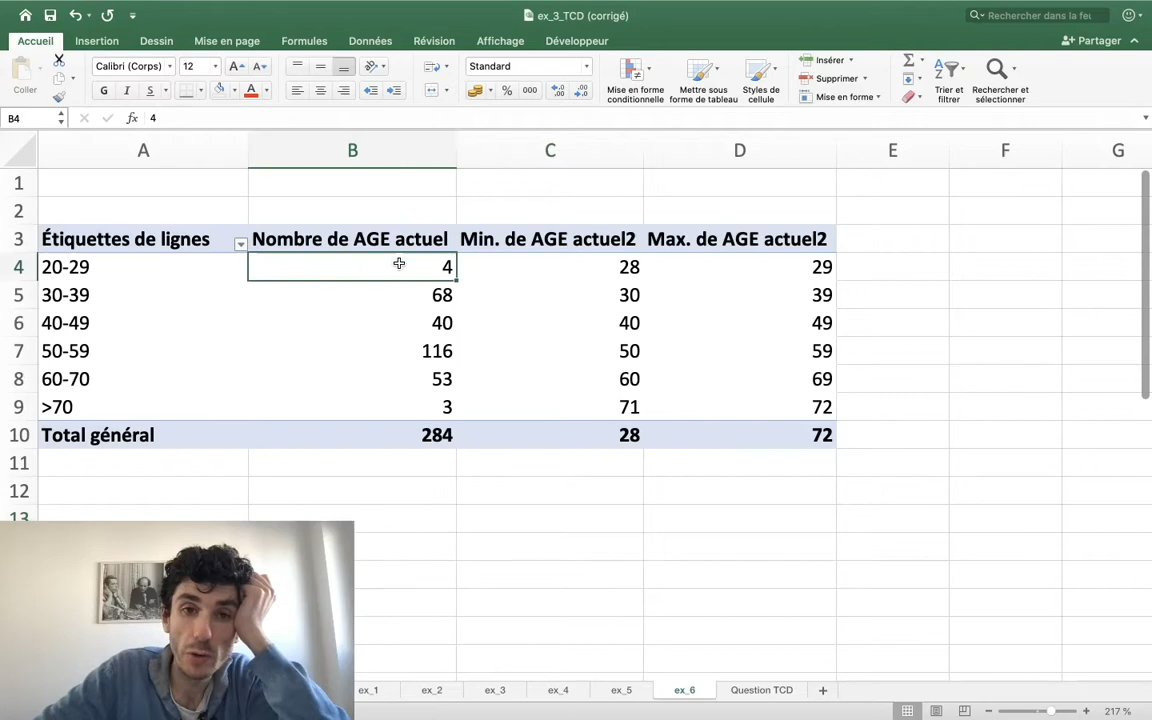 ex_3_TCD (corrigé)
Rechercher dans la feu
Accueil Insertion Dessin Mise en page Formules Données Révision Affichage Développeur
Partager
Coller
Calibri (Corps) 12
G I S A
Standard
% 000
Mise en forme conditionnelle
Mettre sous forme de tableau
Styles de cellule
Insérer
Supprimer
Mise en forme
Trier et filtrer
Rechercher et sélectionner
B4 fx 4
A B C D E F G
1
2
3 Étiquettes de lignes Nombre de AGE actuel Min. de AGE actuel2 Max. de AGE actuel2
4 20-29 4 28 29
5 30-39 68 30 39
6 40-49 40 40 49
7 50-59 116 50 59
8 60-70 53 60 69
9 >70 3 71 72
10 Total général 284 28 72
11
12
13
ex_1 ex_2 ex_3 ex_4 ex_5 ex_6 Question TCD
217 %